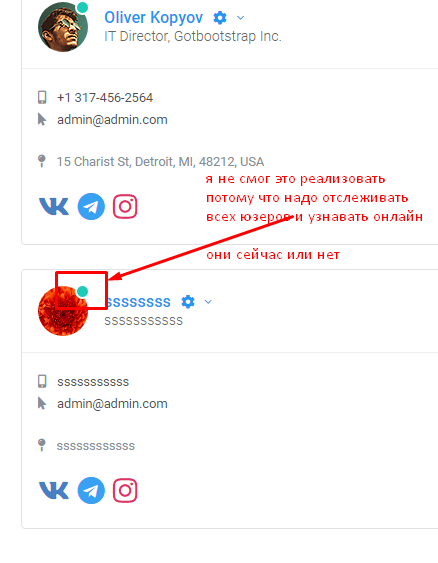 Oliver Kopyov
IT Director, Gotbootstrap Inc.
+1 317-456-2564
admin@admin.com
15 Charist St, Detroit, MI, 48212, USA
я не смог это реализовать
потому что надо отслеживать
всех юзеров и узнавать онлайн
они сейчас или нет
ssssssss
sssssssssss
sssssssssss
admin@admin.com
ssssssssssss